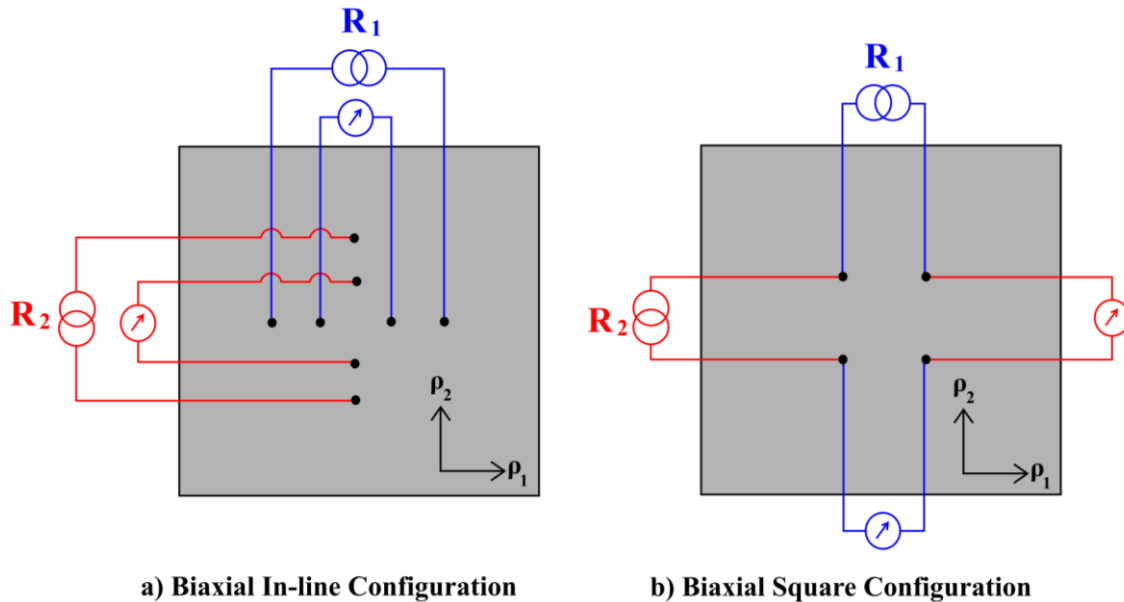 R₁
R₂
ρ₂
ρ₁
a) Biaxial In-line Configuration
R₁
R₂
ρ₂
ρ₁
b) Biaxial Square Configuration